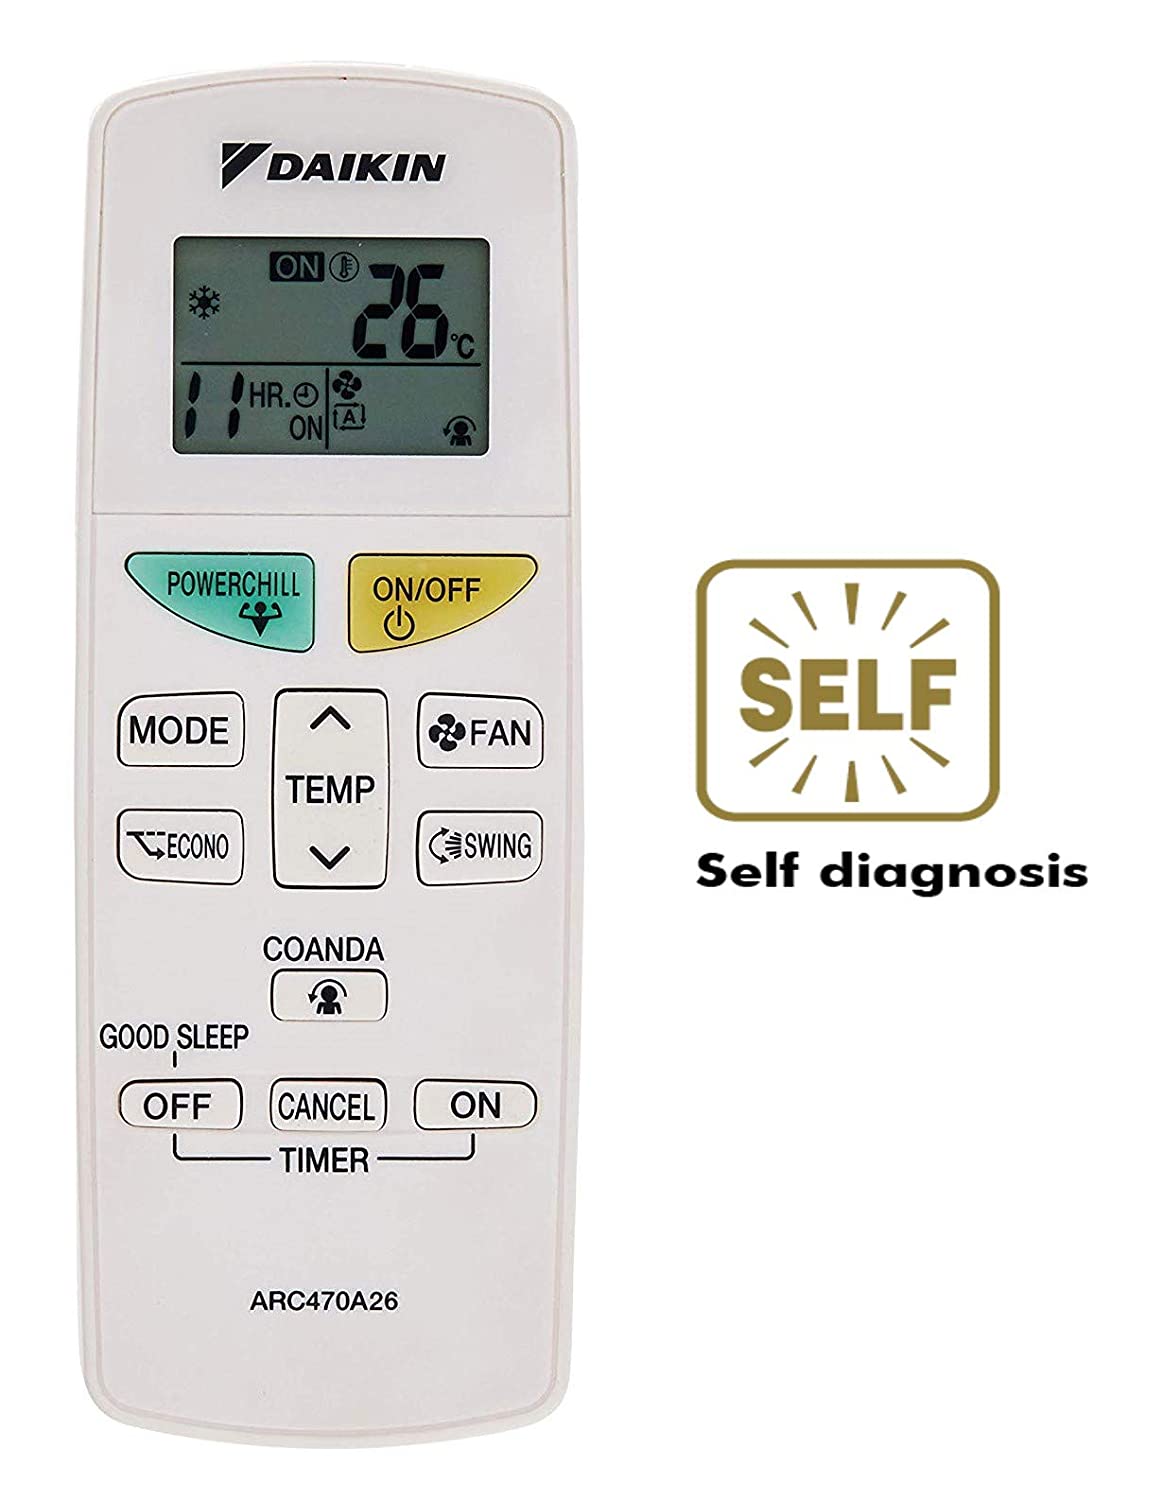 DAIKIN
ON
26°C
11 HR. ON
A
POWERCHILL
ON/OFF
MODE
TEMP
FAN
ECONO
SWING
COANDA
GOOD SLEEP
OFF
CANCEL
ON
TIMER
ARC470A26
SELF
Self diagnosis